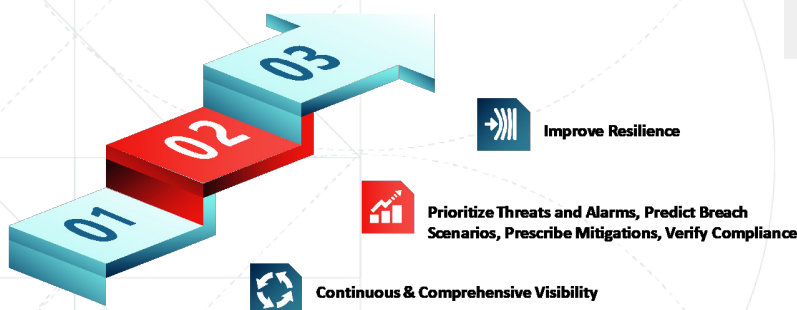 03
Improve Resilience
02
Prioritize Threats and Alarms, Predict Breach
Scenarios, Prescribe Mitigations, Verify Compliance
01
Continuous & Comprehensive Visibility